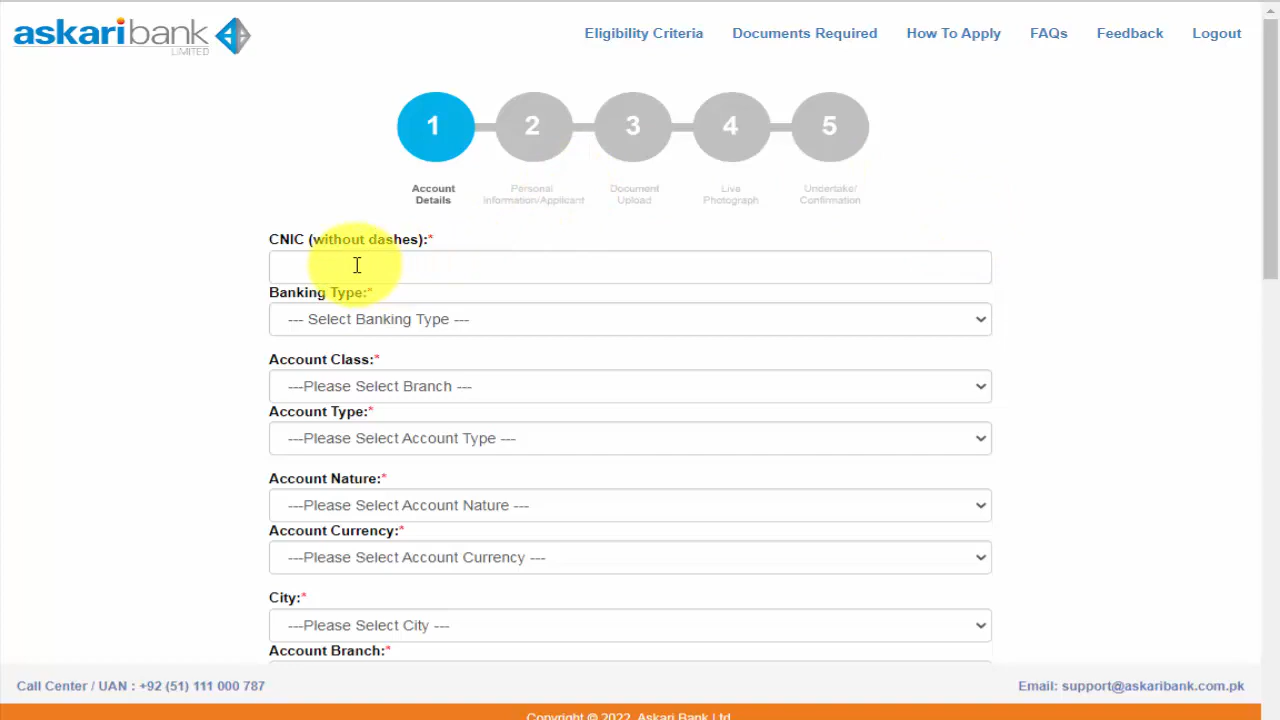 askaribank
LIMITED
Eligibility Criteria Documents Required How To Apply FAQs Feedback Logout
1 2 3 4 5
Account Details
Personal Information/Applicant
Document Upload
Live Photograph
Undertake/ Confirmation
CNIC (without dashes):*
Banking Type:*
--- Select Banking Type ---
Account Class:*
---Please Select Branch ---
Account Type:*
---Please Select Account Type ---
Account Nature:*
---Please Select Account Nature ---
Account Currency:*
---Please Select Account Currency ---
City:*
---Please Select City ---
Account Branch:*
Call Center / UAN : +92 (51) 111 000 787 Email: support@askaribank.com.pk
Copyright © 2022 Askari Bank Ltd